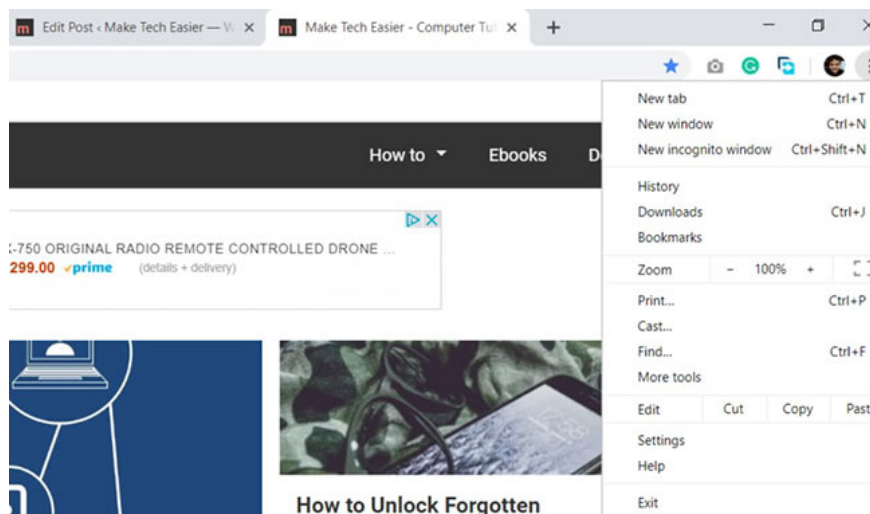 Edit Post ‹ Make Tech Easier — W
Make Tech Easier - Computer Tut
New tab Ctrl+T
New window Ctrl+N
New incognito window Ctrl+Shift+N
How to Ebooks D
History
Downloads Ctrl+J
Bookmarks
-750 ORIGINAL RADIO REMOTE CONTROLLED DRONE ...
299.00 prime (details + delivery)
Zoom - 100% +
Print... Ctrl+P
Cast...
Find... Ctrl+F
More tools
Edit Cut Copy Past
Settings
Help
Exit
How to Unlock Forgotten